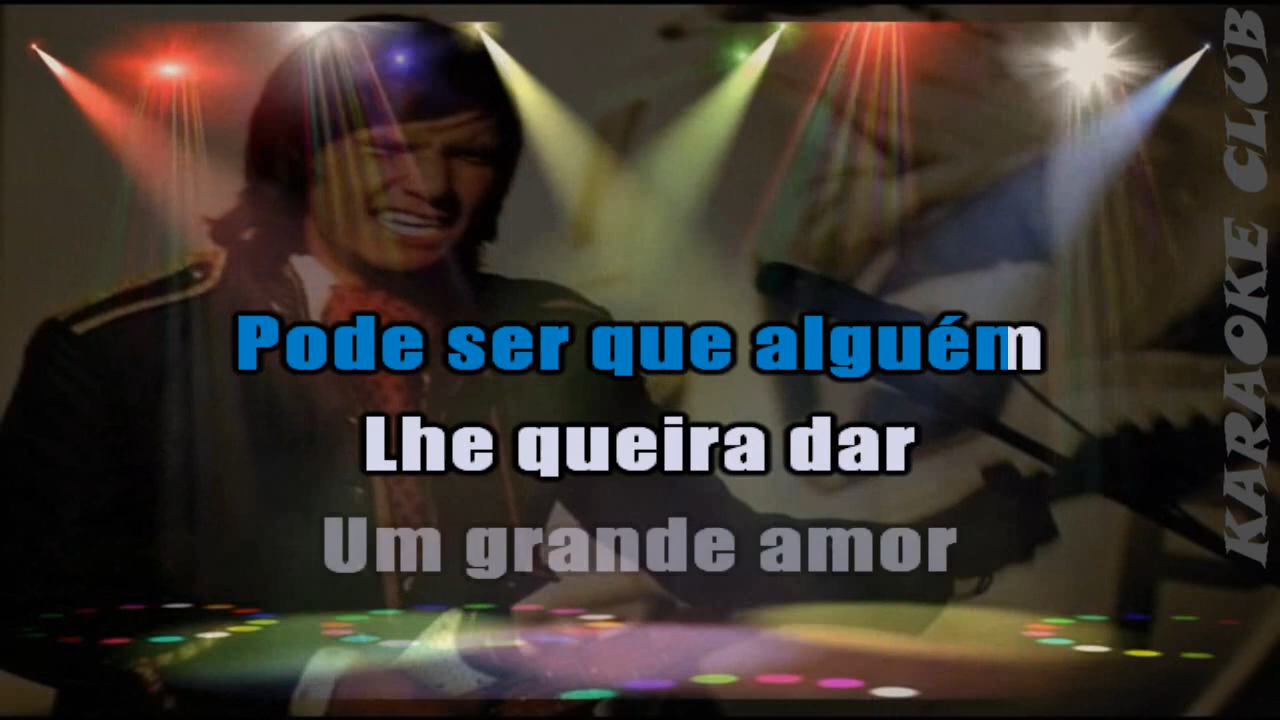 Pode ser que alguém
Lhe queira dar
Um grande amor
KARAOKE CLUB